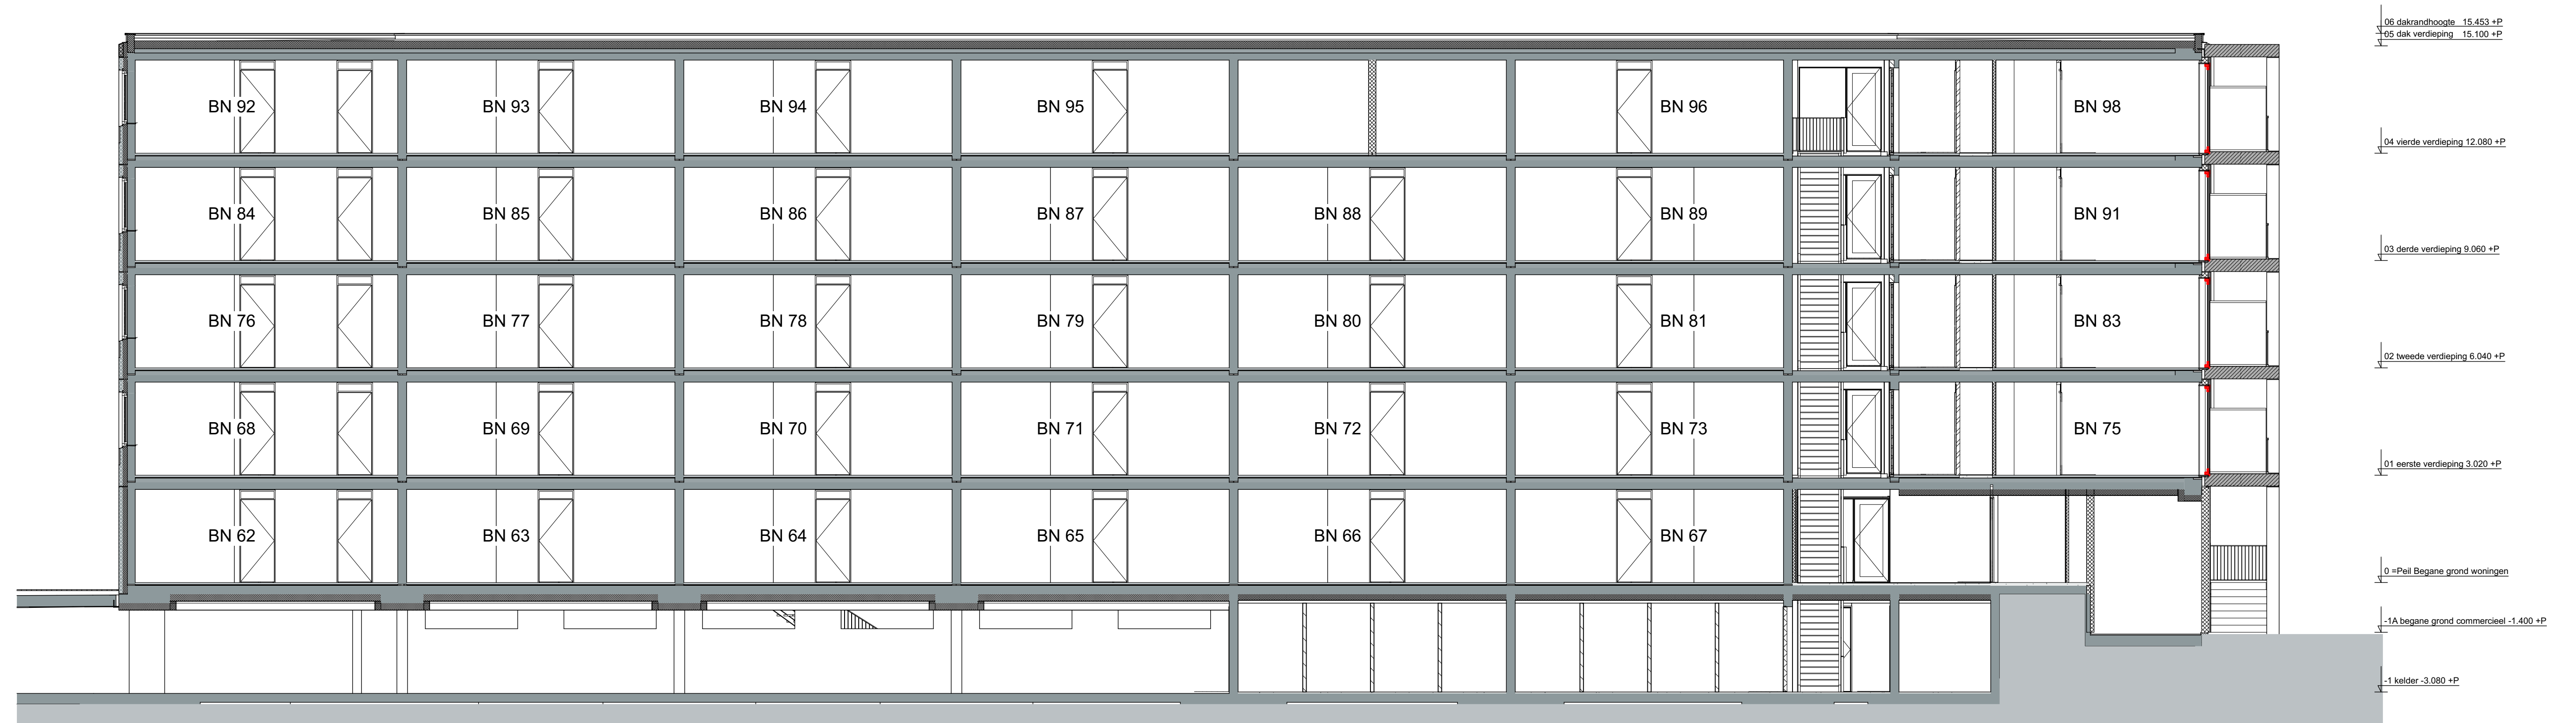 06 dakrandhoogte 15.453 +P
05 dak verdieping 15.100 +P
BN 92 BN 93 BN 94 BN 95 BN 96 BN 98
04 vierde verdieping 12.080 +P
BN 84 BN 85 BN 86 BN 87 BN 88 BN 89 BN 91
03 derde verdieping 9.060 +P
BN 76 BN 77 BN 78 BN 79 BN 80 BN 81 BN 83
02 tweede verdieping 6.040 +P
BN 68 BN 69 BN 70 BN 71 BN 72 BN 73 BN 75
01 eerste verdieping 3.020 +P
BN 62 BN 63 BN 64 BN 65 BN 66 BN 67
0 =Peil Begane grond woningen
-1A begane grond commercieel -1.400 +P
-1 kelder -3.080 +P